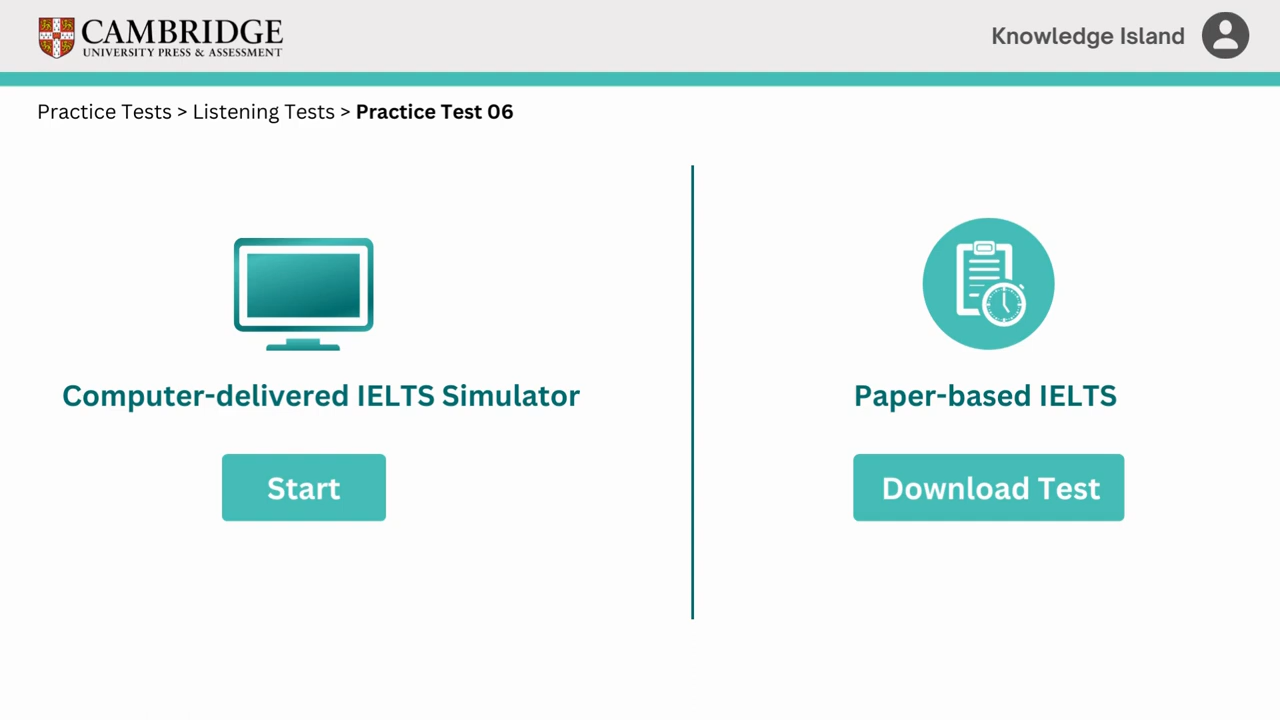 CAMBRIDGE
UNIVERSITY PRESS & ASSESSMENT
Knowledge Island
Practice Tests > Listening Tests > Practice Test 06
Computer-delivered IELTS Simulator
Start
Paper-based IELTS
Download Test